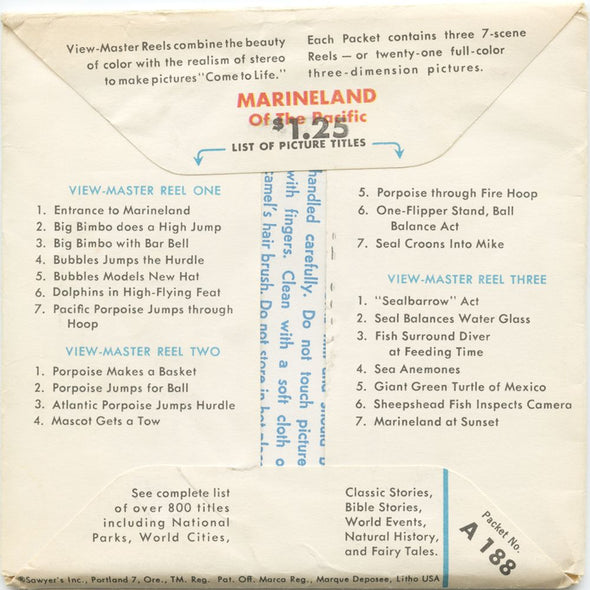 View-Master Reels combine the beauty
of color with the realism of stereo
to make pictures "Come to Life."
Each Packet contains three 7-scene
Reels — or twenty-one full-color
three-dimension pictures.
MARINELAND
Of The Pacific
$1.25
LIST OF PICTURE TITLES
VIEW-MASTER REEL ONE
1. Entrance to Marineland
2. Big Bimbo does a High Jump
3. Big Bimbo with Bar Bell
4. Bubbles Jumps the Hurdle
5. Bubbles Models New Hat
6. Dolphins in High-Flying Feat
7. Pacific Porpoise Jumps through
Hoop
VIEW-MASTER REEL TWO
1. Porpoise Makes a Basket
2. Porpoise Jumps for Ball
3. Atlantic Porpoise Jumps Hurdle
4. Mascot Gets a Tow
handled carefully. Do not touch picture
with fingers. Clean with a soft cloth o
camel's hair brush. Do not store in hot
5. Porpoise through Fire Hoop
6. One-Flipper Stand, Ball
Balance Act
7. Seal Croons Into Mike
VIEW-MASTER REEL THREE
1. "Sealbarrow" Act
2. Seal Balances Water Glass
3. Fish Surround Diver
at Feeding Time
4. Sea Anemones
5. Giant Green Turtle of Mexico
6. Sheepshead Fish Inspects Camera
7. Marineland at Sunset
See complete list
of over 800 titles
including National
Parks, World Cities,
Classic Stories,
Bible Stories,
World Events,
Natural History,
and Fairy Tales.
Packet No.
A 188
®Sawyer's Inc., Portland 7, Ore., TM. Reg. Pat. Off. Marca Reg., Marque Deposee, Litho USA